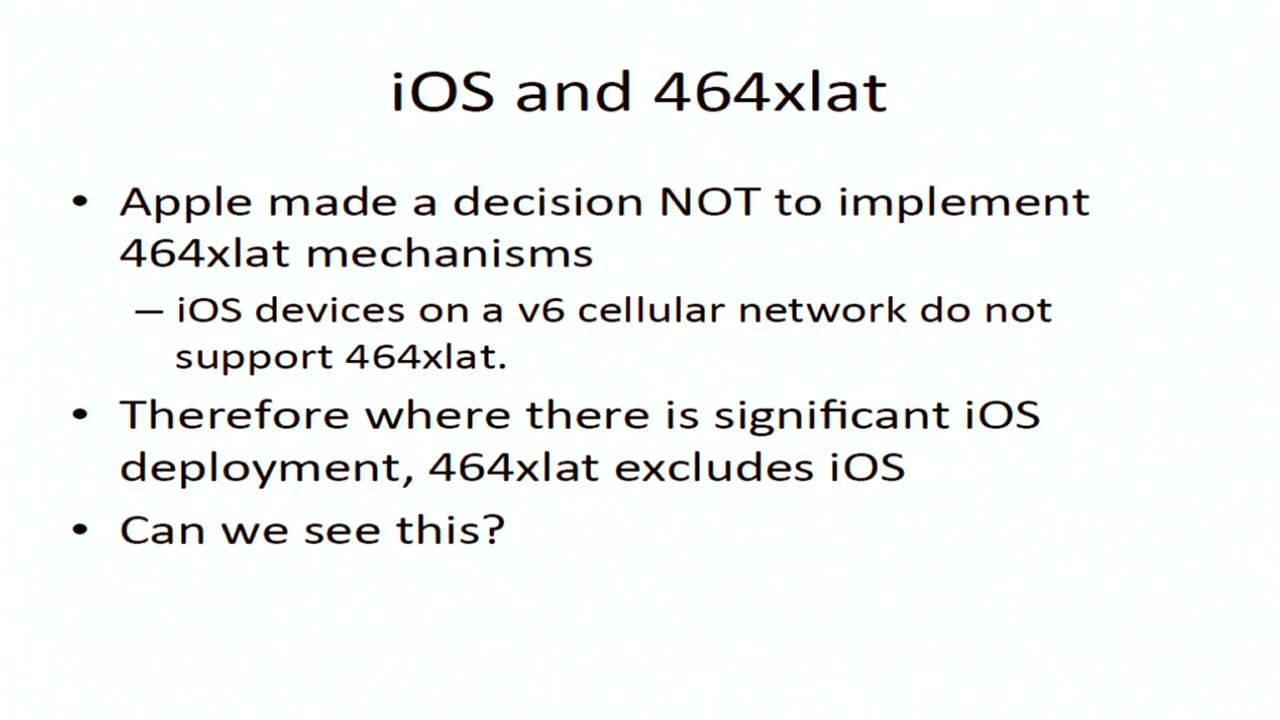 iOS and 464xlat
• Apple made a decision NOT to implement
464xlat mechanisms
– iOS devices on a v6 cellular network do not
support 464xlat.
• Therefore where there is significant iOS
deployment, 464xlat excludes iOS
• Can we see this?